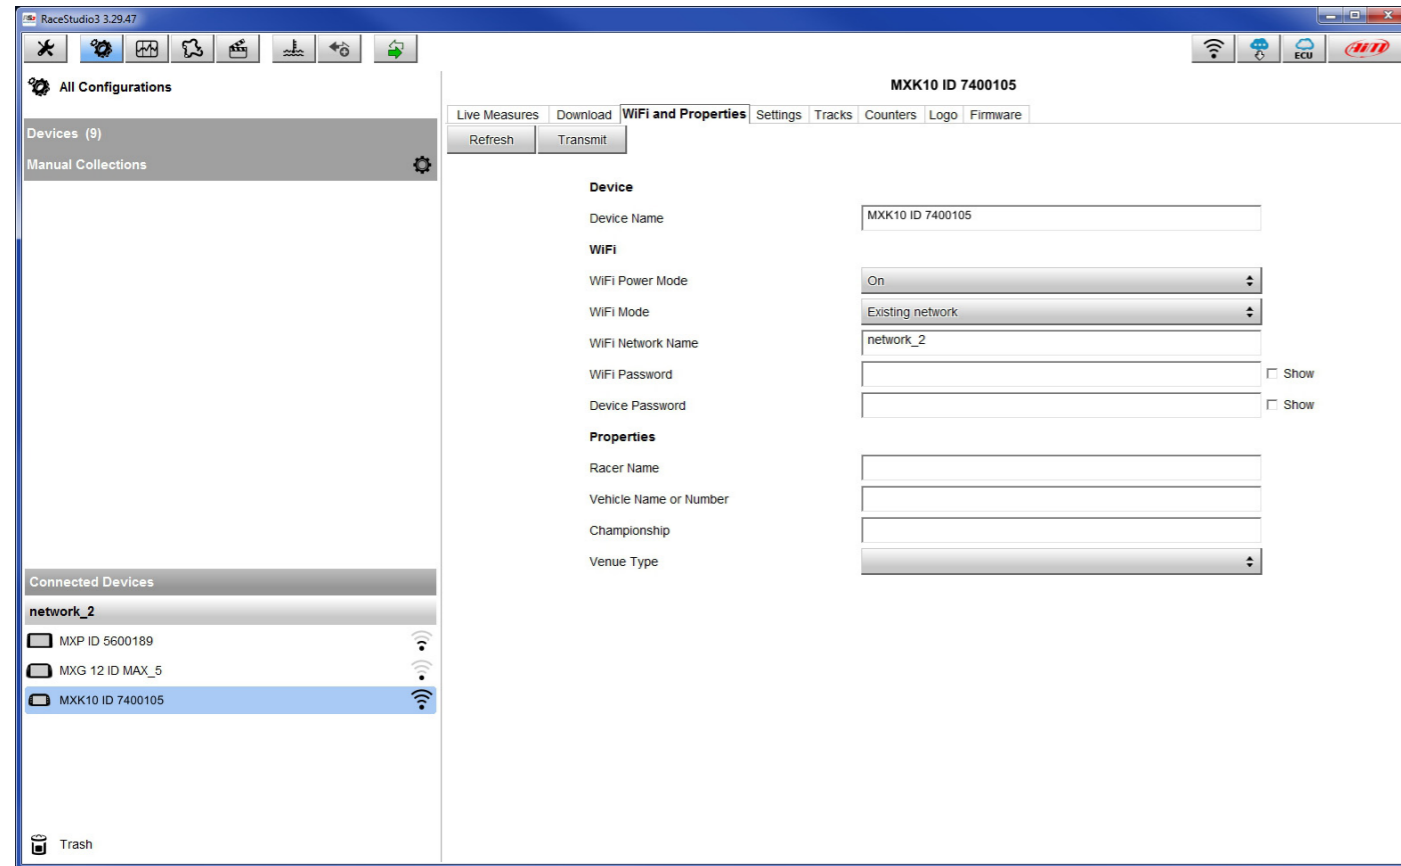 RaceStudio3 3.29.47
ECU
AiM
All Configurations
Devices (9)
Manual Collections
Connected Devices
network_2
MXP ID 5600189
MXG 12 ID MAX_5
MXK10 ID 7400105
Trash
MXK10 ID 7400105
Live Measures Download WiFi and Properties Settings Tracks Counters Logo Firmware
Refresh Transmit
Device
Device Name MXK10 ID 7400105
WiFi
WiFi Power Mode On
WiFi Mode Existing network
WiFi Network Name network_2
WiFi Password Show
Device Password Show
Properties
Racer Name
Vehicle Name or Number
Championship
Venue Type